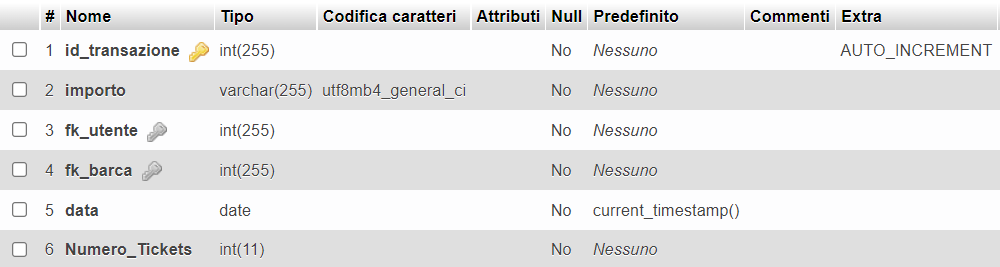 # Nome Tipo Codifica caratteri Attributi Null Predefinito Commenti Extra
1 id_transazione int(255) No Nessuno AUTO_INCREMENT
2 importo varchar(255) utf8mb4_general_ci No Nessuno
3 fk_utente int(255) No Nessuno
4 fk_barca int(255) No Nessuno
5 data date No current_timestamp()
6 Numero_Tickets int(11) No Nessuno